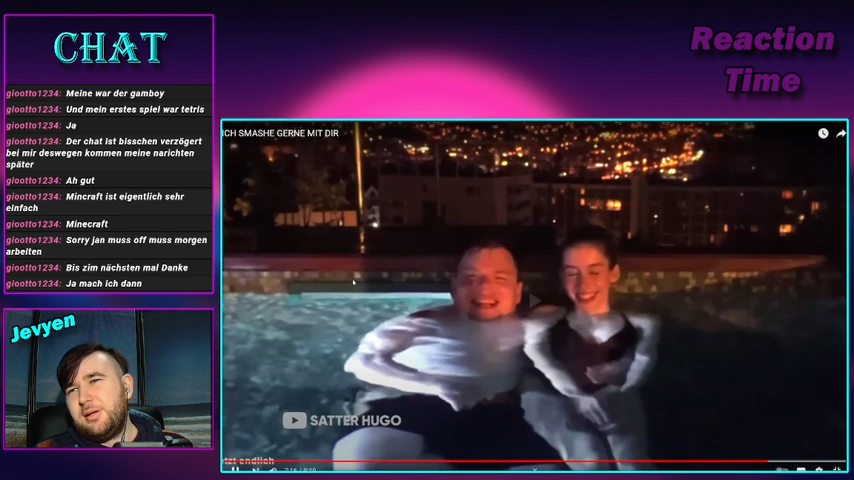 CHAT
Reaction
Time
giootto1234: Meine war der gamboy
giootto1234: Und mein erstes spiel war tetris
giootto1234: Ja
giootto1234: Der chat ist bisschen verzögert
bei mir deswegen kommen meine narichten
später
giootto1234: Ah gut
giootto1234: Mincraft ist eigentlich sehr
einfach
giootto1234: Minecraft
giootto1234: Sorry jan muss off muss morgen
arbeiten
giootto1234: Bis zim nächsten mal Danke
giootto1234: Ja mach ich dann
Jevyen
ICH SMASHE GERNE MIT DIR
SATTER HUGO
endlich